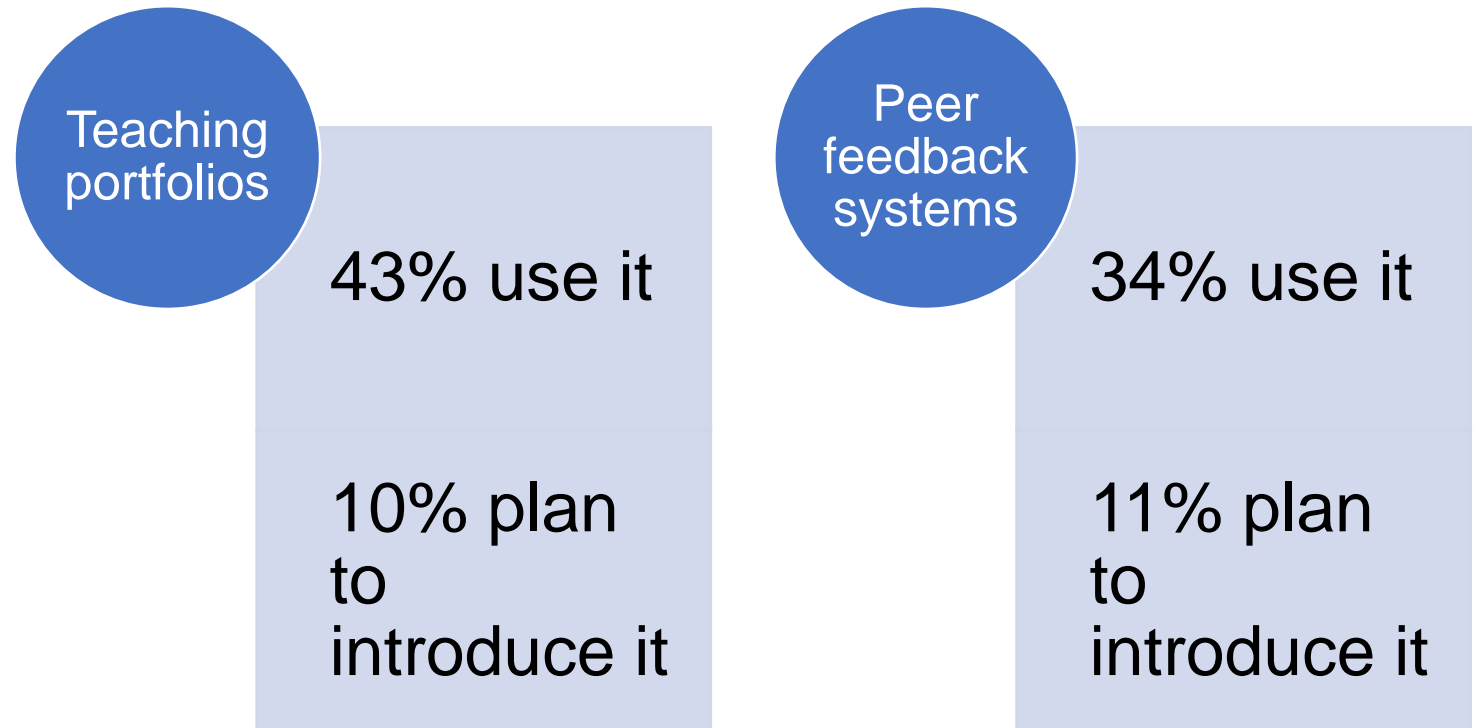 Teaching
portfolios
43% use it
10% plan
to
introduce it
Peer
feedback
systems
34% use it
11% plan
to
introduce it